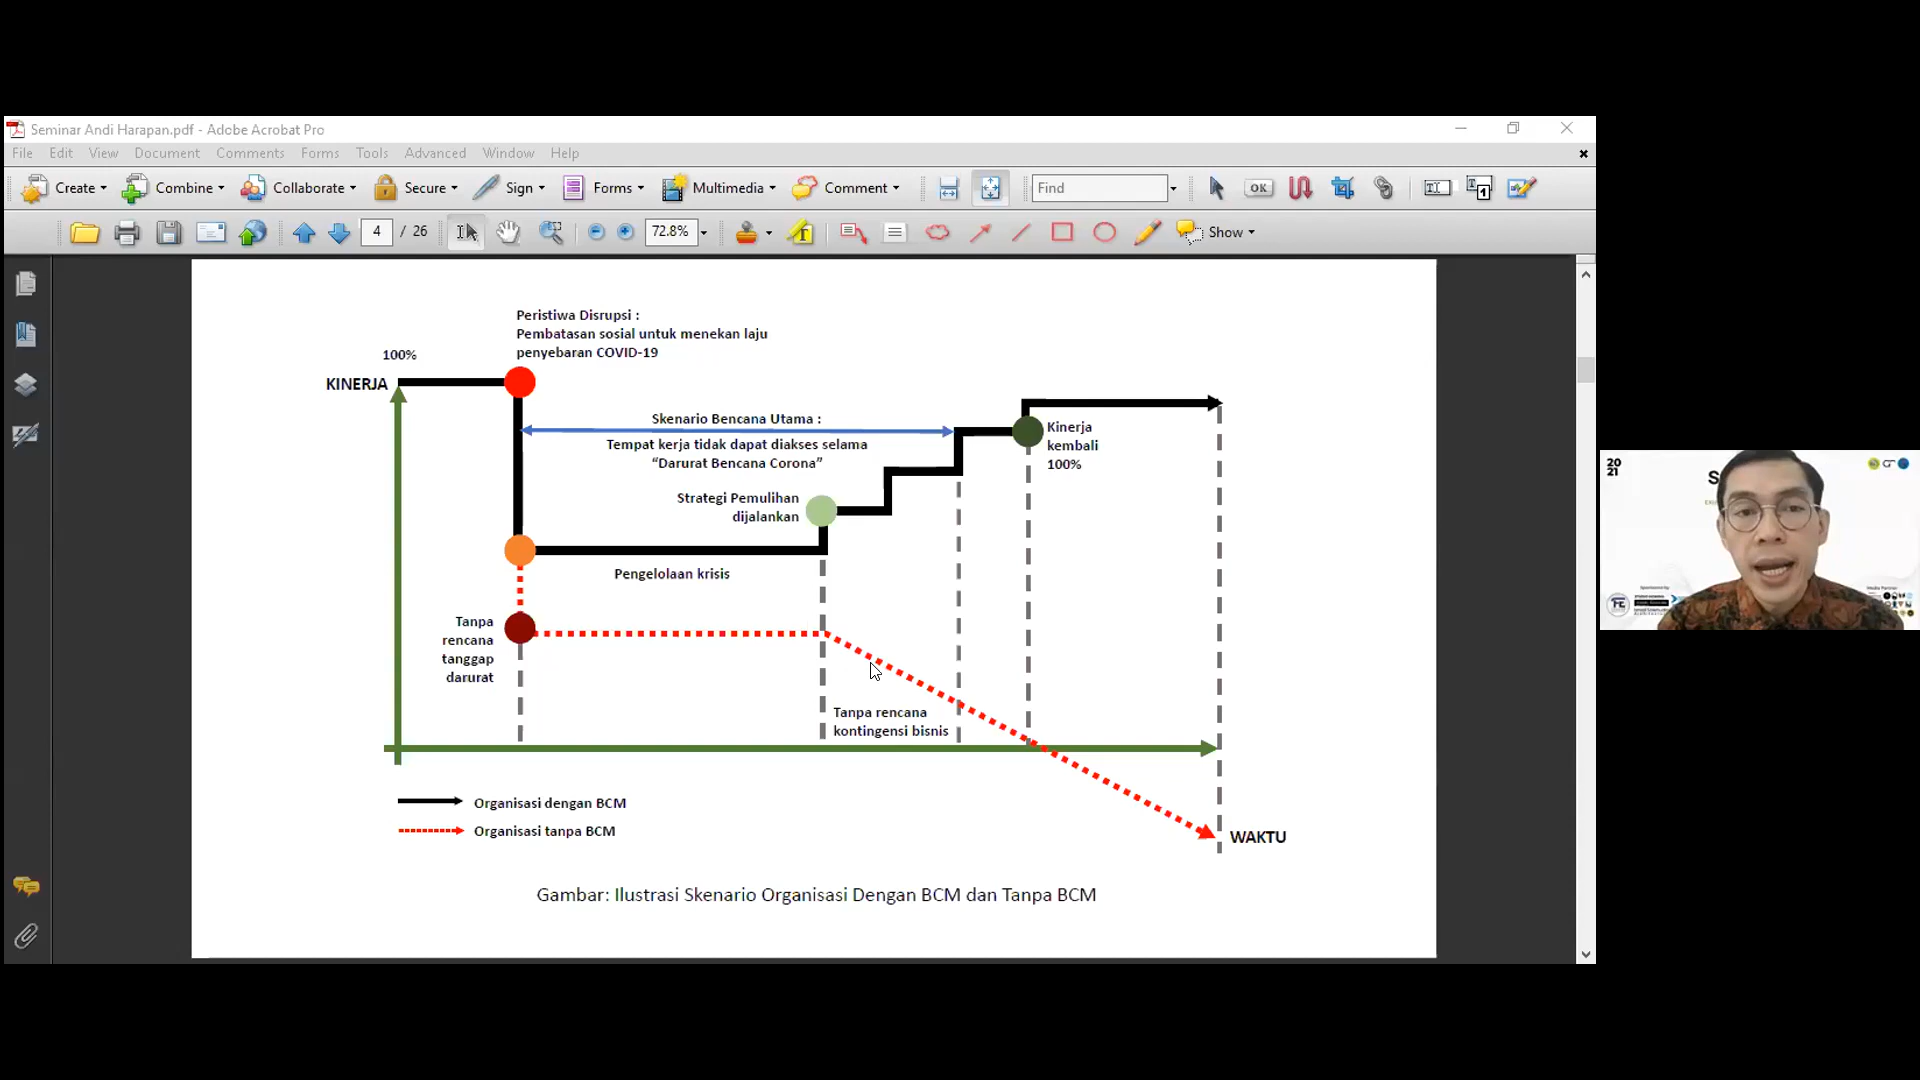 Seminar Andi Harapan.pdf - Adobe Acrobat Pro
File Edit View Document Comments Forms Tools Advanced Window Help
Create Combine Collaborate Secure Sign Forms Multimedia Comment Find OK
4 / 26 72.8% Show
Peristiwa Disrupsi :
Pembatasan sosial untuk menekan laju
penyebaran COVID-19
100%
KINERJA
Skenario Bencana Utama :
Tempat kerja tidak dapat diakses selama
“Darurat Bencana Corona”
Kinerja
kembali
100%
Strategi Pemulihan
dijalankan
Pengelolaan krisis
Tanpa
rencana
tanggap
darurat
Tanpa rencana
kontingensi bisnis
Organisasi dengan BCM
Organisasi tanpa BCM
WAKTU
Gambar: Ilustrasi Skenario Organisasi Dengan BCM dan Tanpa BCM
20
21
S